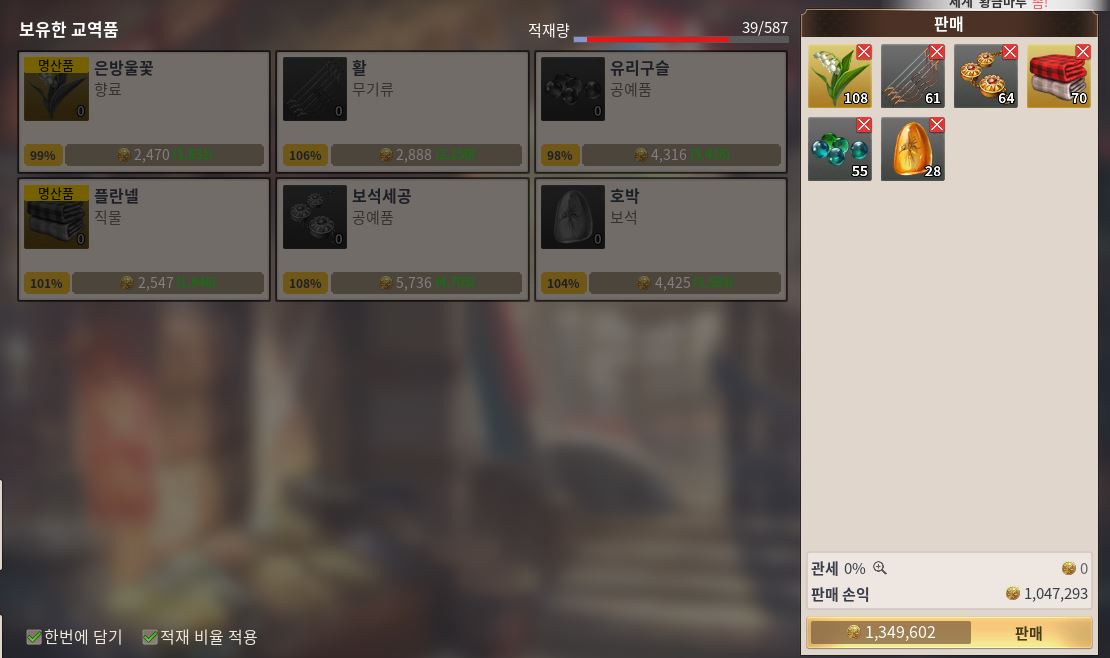 보유한 교역품
적재량 39/587
명산품
은방울꽃
향료
0
99% 2,470
활
무기류
0
106% 2,888
유리구슬
공예품
0
98% 4,316
명산품
플란넬
직물
0
101% 2,547
보석세공
공예품
0
108% 5,736
호박
보석
0
104% 4,425
한번에 담기 적재 비율 적용
판매
108 61 64 70
55 28
관세 0% 0
판매 손익 1,047,293
1,349,602 판매